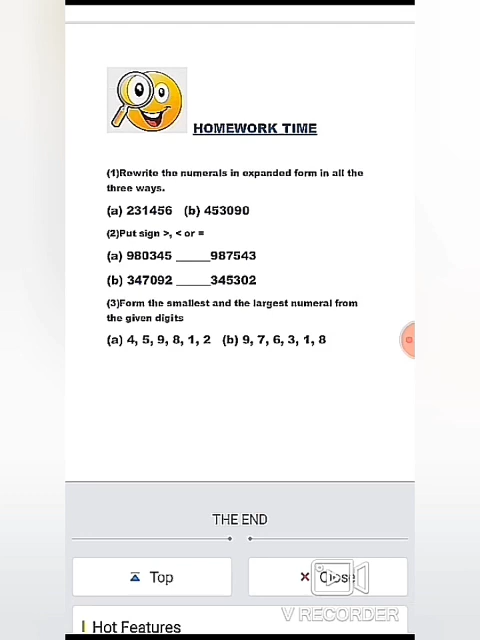 HOMEWORK TIME
(1)Rewrite the numerals in expanded form in all the
three ways.
(a) 231456 (b) 453090
(2)Put sign >, < or =
(a) 980345 _____987543
(b) 347092 _____345302
(3)Form the smallest and the largest numeral from
the given digits
(a) 4, 5, 9, 8, 1, 2 (b) 9, 7, 6, 3, 1, 8
THE END
Top
Close
V RECORDER
Hot Features